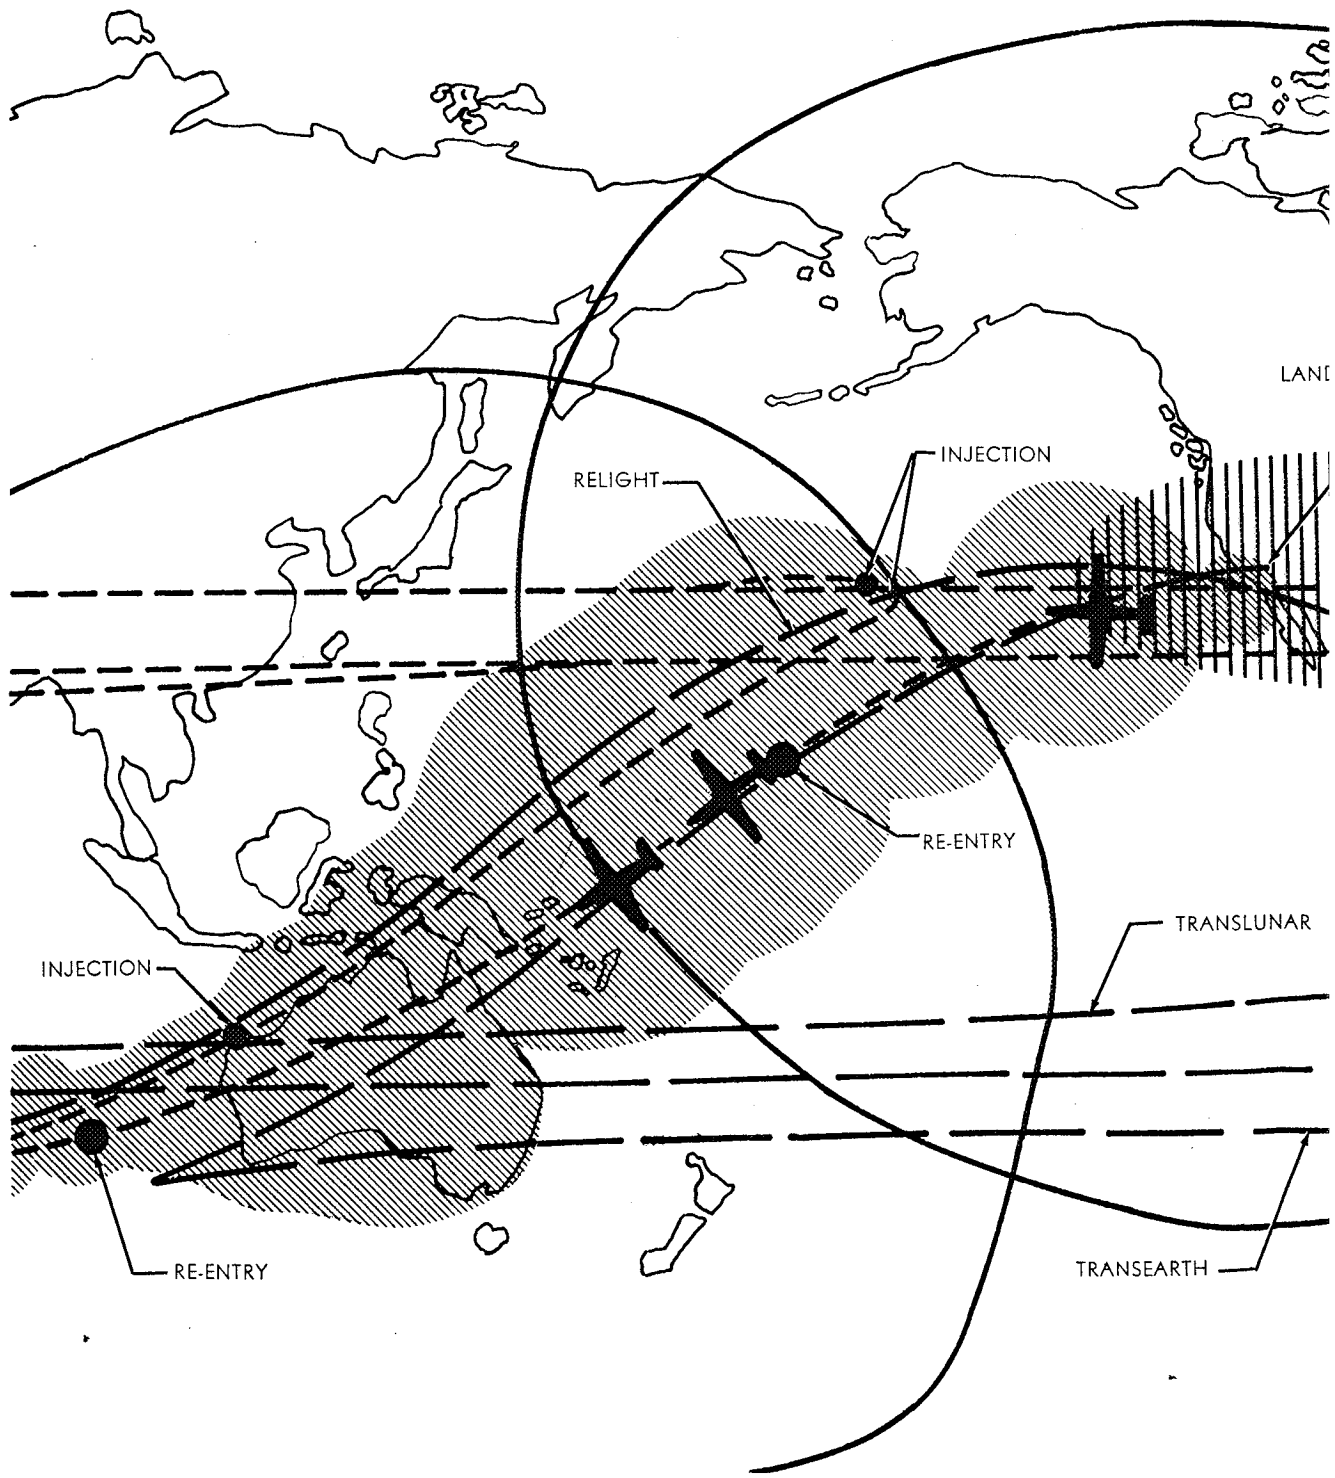 LAND
INJECTION
RELIGHT
RE-ENTRY
TRANSLUNAR
INJECTION
RE-ENTRY
TRANSEARTH